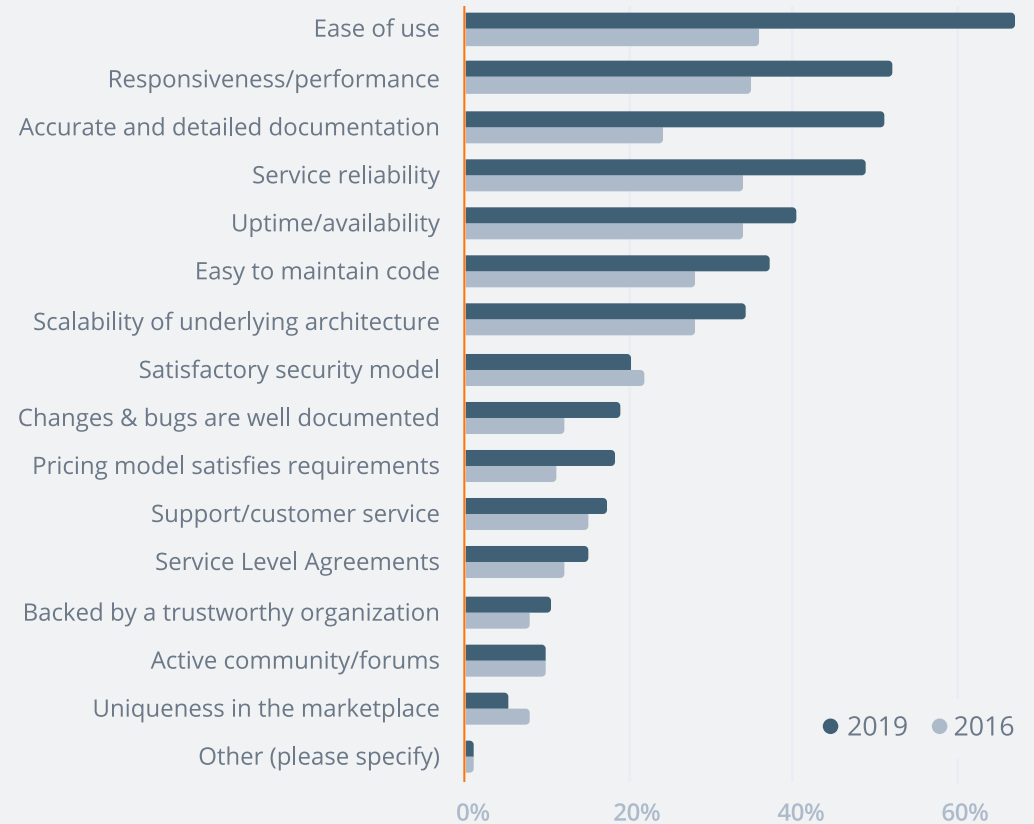 Ease of use
Responsiveness/performance
Accurate and detailed documentation
Service reliability
Uptime/availability
Easy to maintain code
Scalability of underlying architecture
Satisfactory security model
Changes & bugs are well documented
Pricing model satisfies requirements
Support/customer service
Service Level Agreements
Backed by a trustworthy organization
Active community/forums
Uniqueness in the marketplace
2019 2016
Other (please specify)
0% 20% 40% 60%